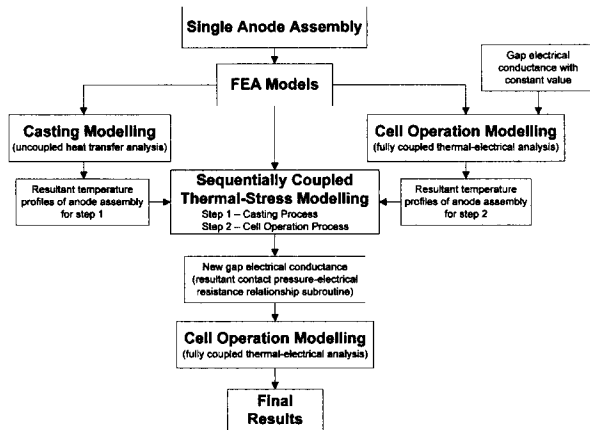 Single Anode Assembly
FEA Models
Gap electrical
conductance with
constant value
Casting Modelling
(uncoupled heat transfer analysis)
Cell Operation Modelling
(fully coupled thermal-electrical analysis)
Resultant temperature
profiles of anode assembly
for step 1
Sequentially Coupled
Thermal-Stress Modelling
Step 1 – Casting Process
Step 2 – Cell Operation Process
Resultant temperature
profiles of anode assembly
for step 2
New gap electrical conductance
(resultant contact pressure-electrical
resistance relationship subroutine)
Cell Operation Modelling
(fully coupled thermal-electrical analysis)
Final
Results